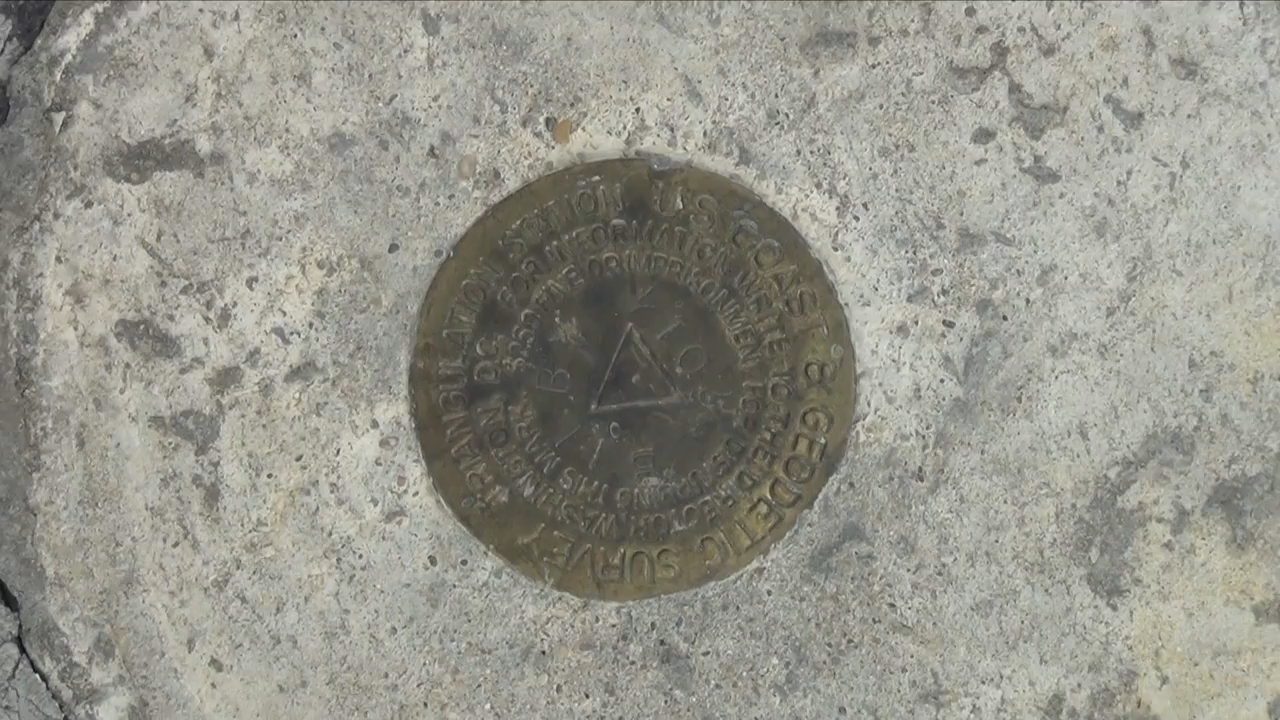 U.S. COAST & GEODETIC SURVEY
TRIANGULATION STATION
FOR INFORMATION WRITE TO THE DIRECTOR, WASHINGTON, D.C.
$250 FINE OR IMPRISONMENT FOR DISTURBING THIS MARK.